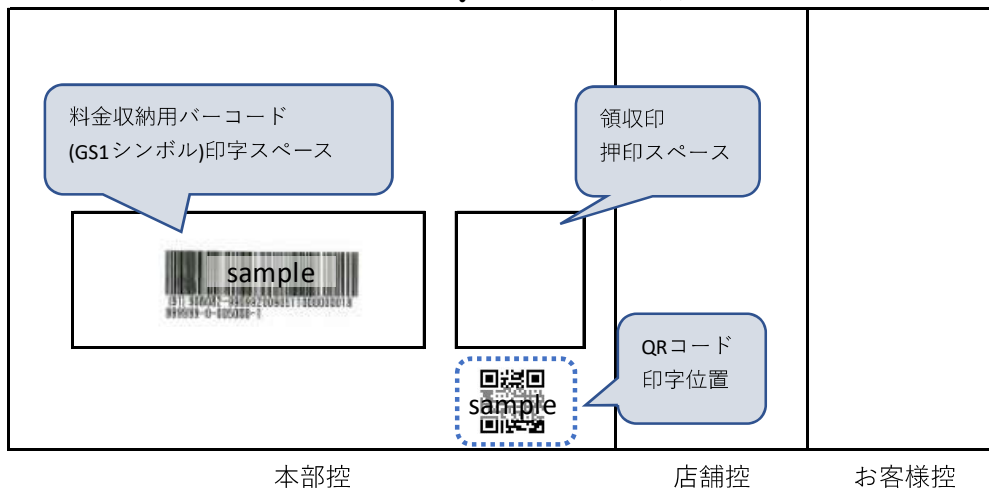 料金収納用バーコード
(GS1シンボル)印字スペース
領収印
押印スペース
sample
QRコード
印字位置
sample
本部控
店舗控
お客様控